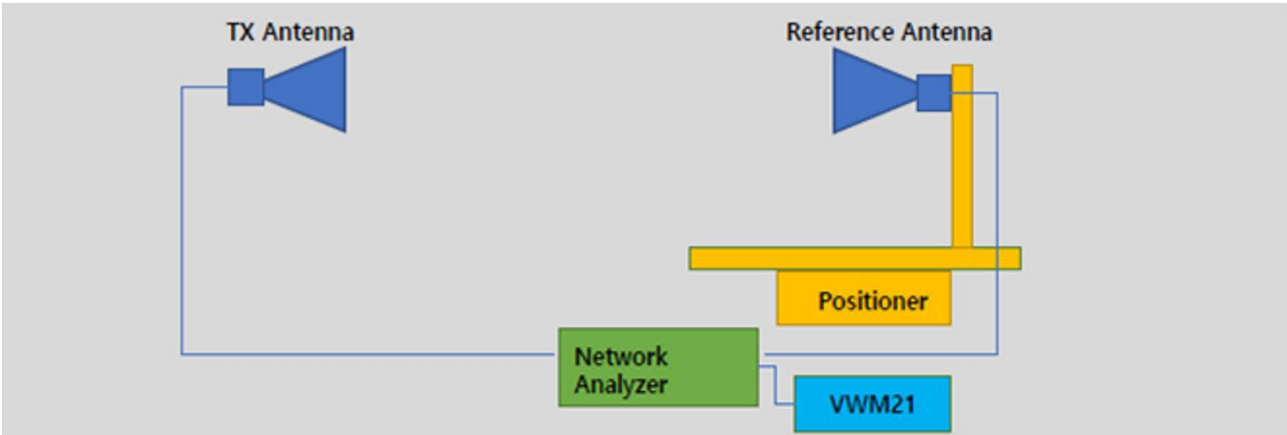 TX Antenna
Reference Antenna
Positioner
Network
Analyzer
VWM21